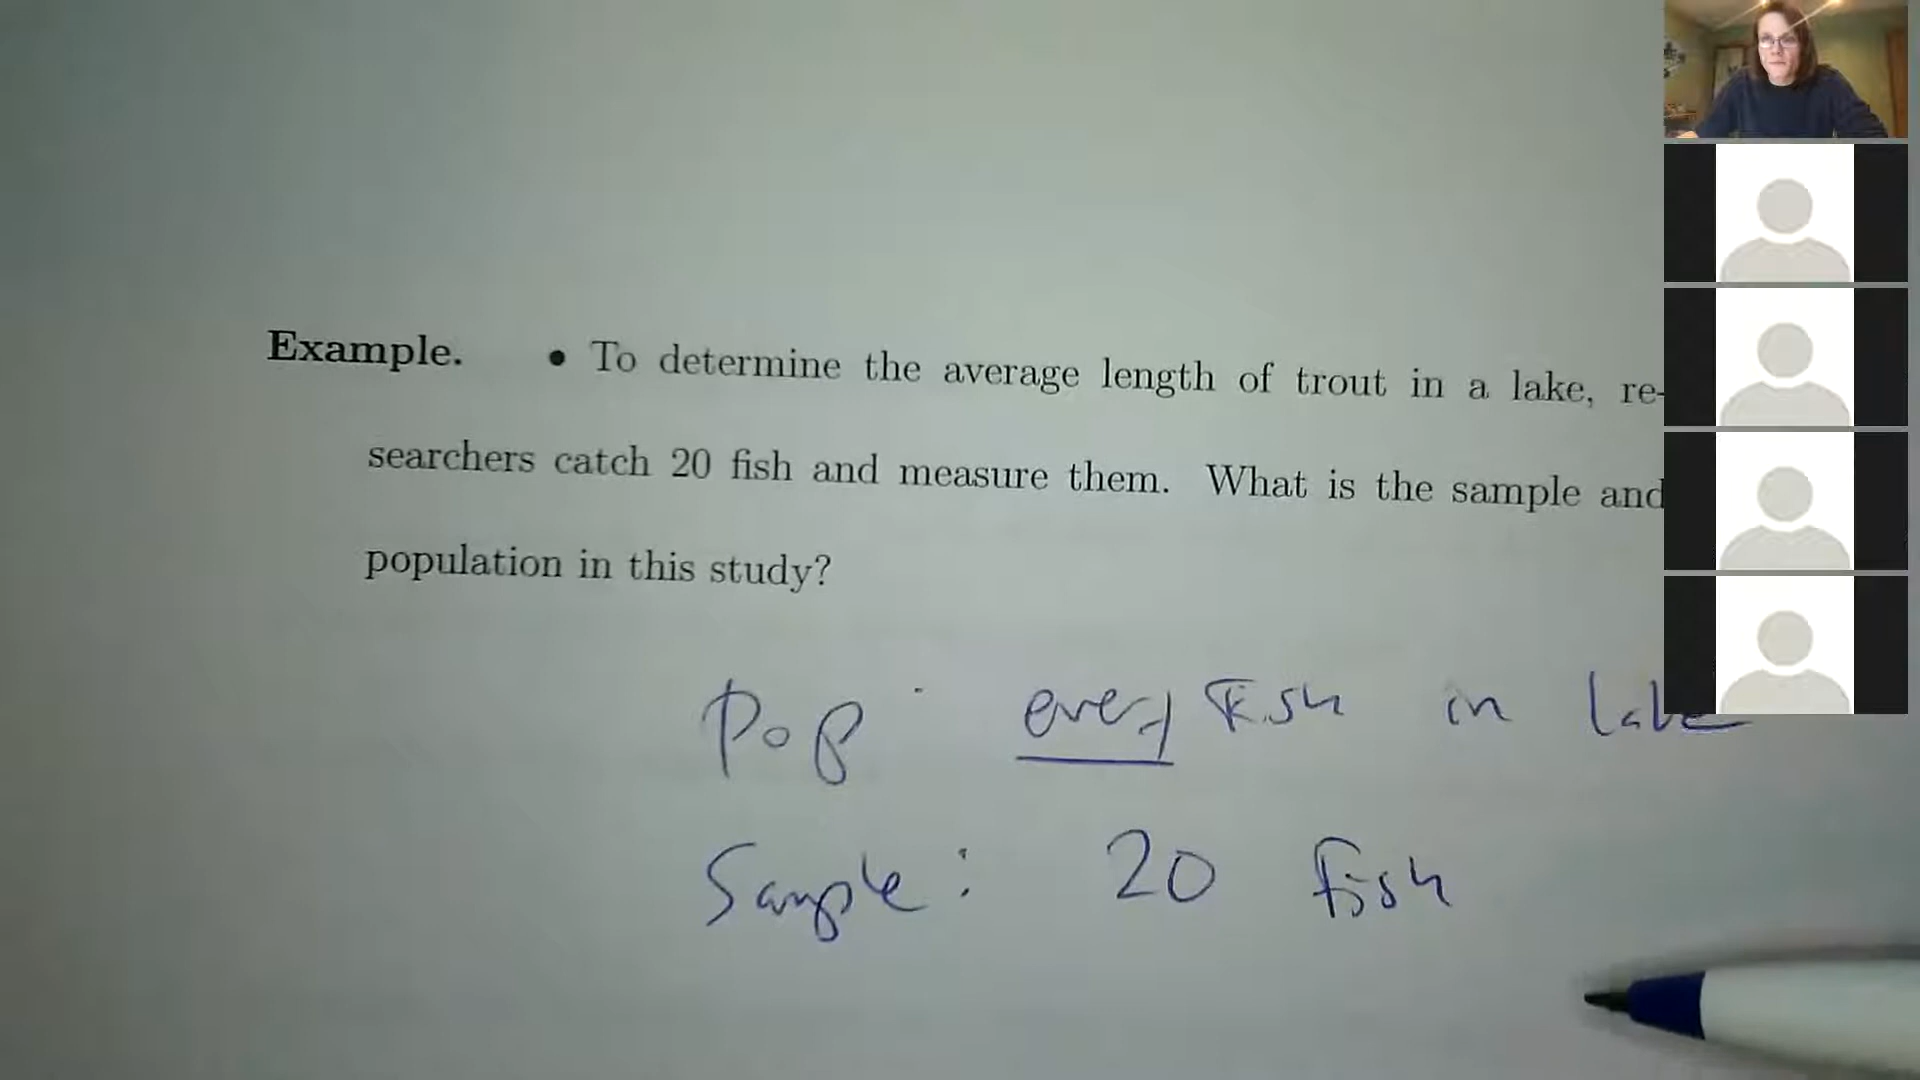 Example. • To determine the average length of trout in a lake, re-
searchers catch 20 fish and measure them. What is the sample and
population in this study?
Pop : every Fish in lake
Sample : 20 fish